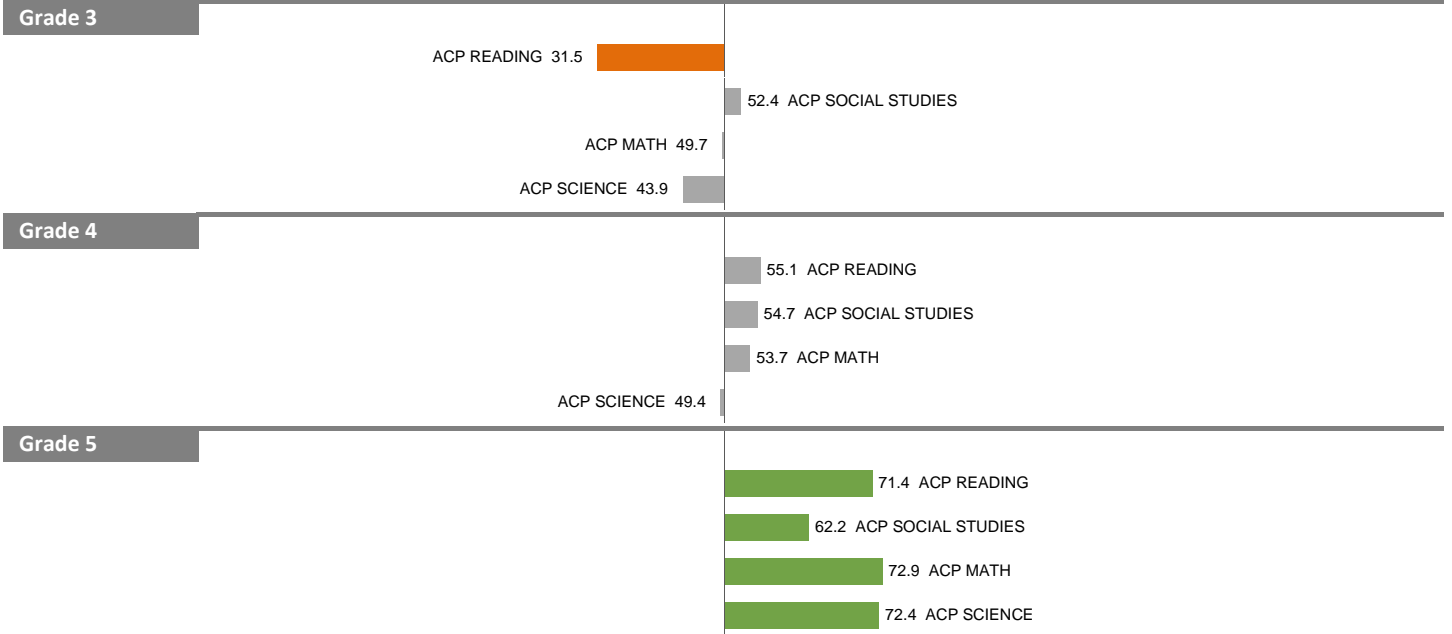 Grade 3
ACP READING 31.5
52.4 ACP SOCIAL STUDIES
ACP MATH 49.7
ACP SCIENCE 43.9
Grade 4
55.1 ACP READING
54.7 ACP SOCIAL STUDIES
53.7 ACP MATH
ACP SCIENCE 49.4
Grade 5
71.4 ACP READING
62.2 ACP SOCIAL STUDIES
72.9 ACP MATH
72.4 ACP SCIENCE